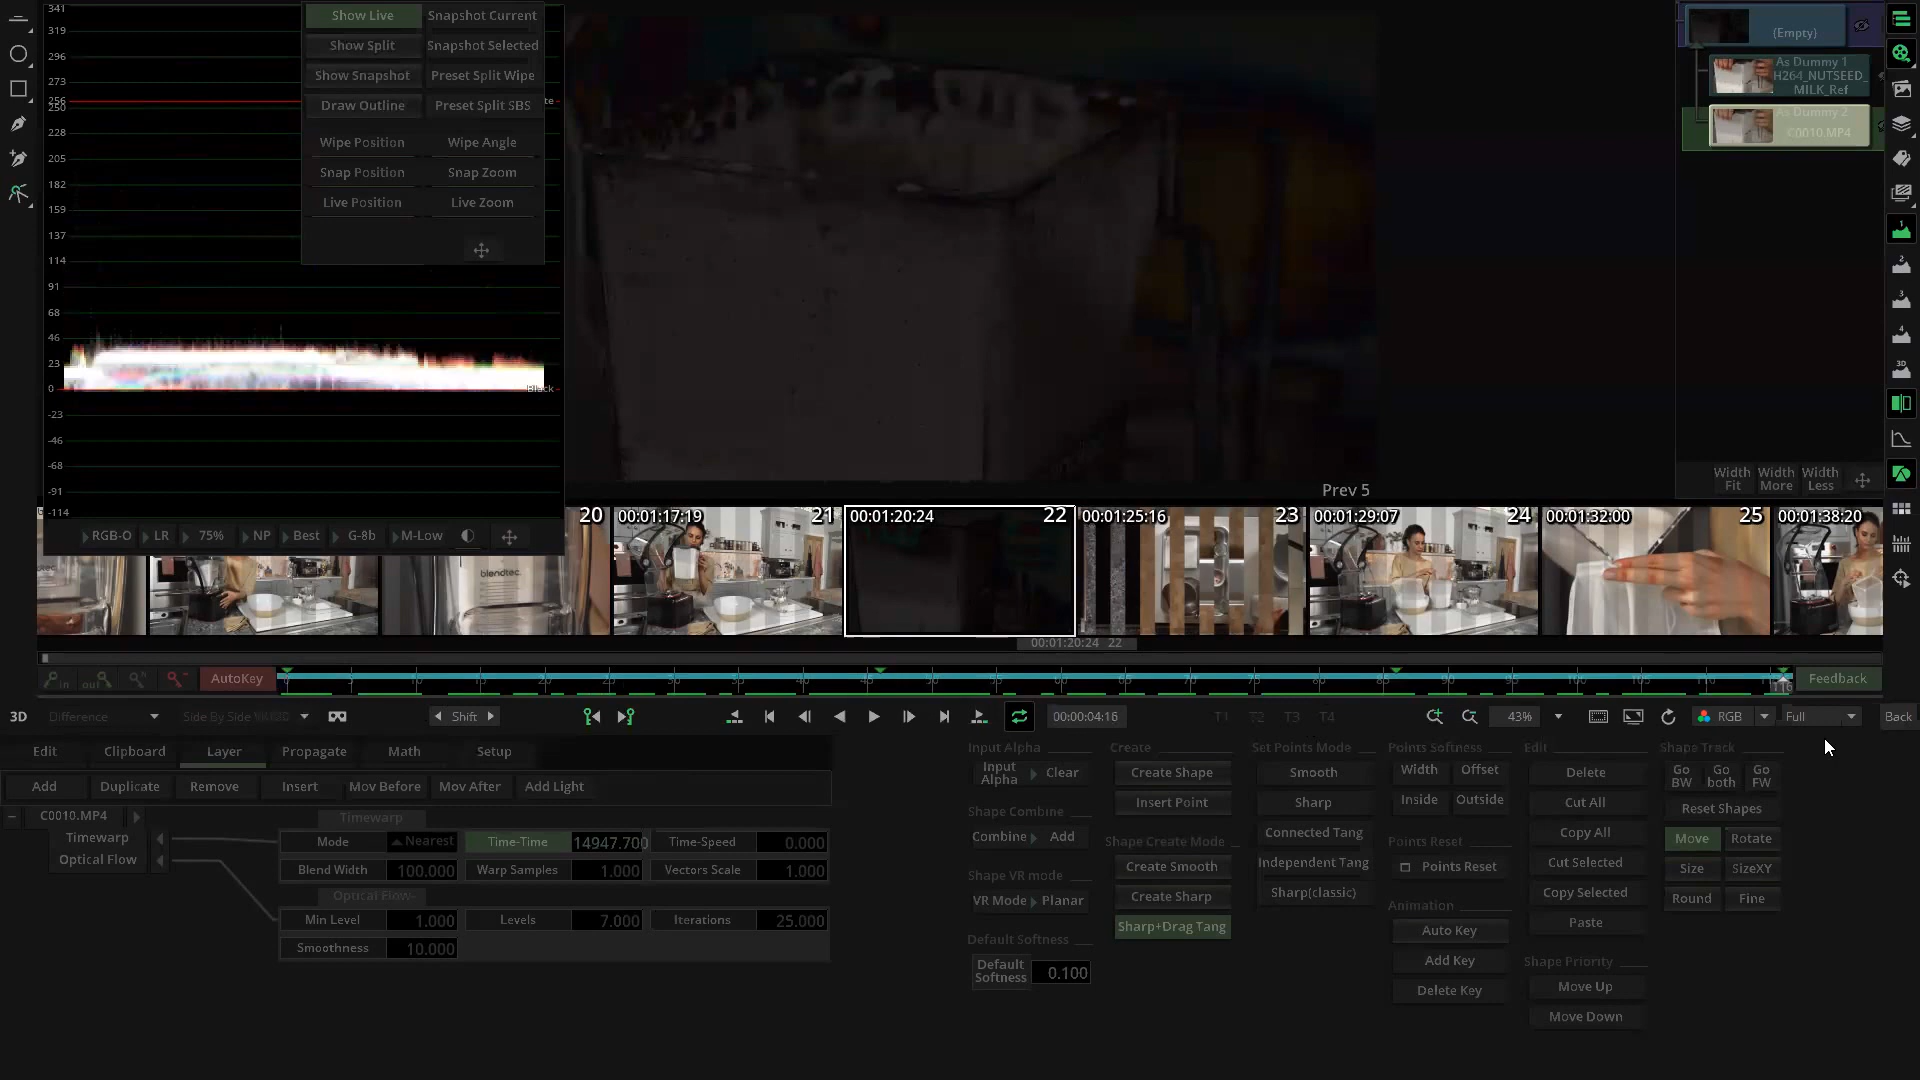 341
319
296
273
256
250
228
205
182
159
137
114
91
68
46
23
0
-23
-46
-68
-91
-114
Black
Show Live
Snapshot Current
Show Split
Snapshot Selected
Show Snapshot
Preset Split Wipe
Draw Outline
Preset Split SBS
Wipe Position
Wipe Angle
Snap Position
Snap Zoom
Live Position
Live Zoom
RGB-O
LR
75%
NP
Best
G-8b
M-Low
(Empty)
As Dummy 1
H264_NUTSEED_
MILK_Ref
As Dummy 2
C0010.MP4
1
2
3
4
3D
Width Fit
Width More
Width Less
Prev 5
20
00:01:17:19 21
00:01:20:24 22
00:01:25:16 23
00:01:29:07 24
00:01:32:00 25
00:01:38:20
blendtec.
00:01:20:24 22
in
out
AutoKey
Feedback
3D
Difference
Side By Side
Shift
00:00:04:16
T1 T2 T3 T4
43%
RGB
Full
Back
Edit
Clipboard
Layer
Propagate
Math
Setup
Add
Duplicate
Remove
Insert
Mov Before
Mov After
Add Light
C0010.MP4
Timewarp
Optical Flow
Timewarp
Mode
Nearest
Time-Time
14947.700
Time-Speed
0.000
Blend Width
100.000
Warp Samples
1.000
Vectors Scale
1.000
Optical Flow
Min Level
1.000
Levels
7.000
Iterations
25.000
Smoothness
10.000
Input Alpha
Input Alpha
Clear
Shape Combine
Combine
Add
Shape VR mode
VR Mode
Planar
Default Softness
Default Softness
0.100
Create
Create Shape
Insert Point
Shape Create Mode
Create Smooth
Create Sharp
Sharp+Drag Tang
Set Points Mode
Smooth
Sharp
Connected Tang
Independent Tang
Sharp(classic)
Points Softness
Width
Offset
Inside
Outside
Points Reset
Points Reset
Animation
Auto Key
Add Key
Delete Key
Edit
Delete
Cut All
Copy All
Cut Selected
Copy Selected
Paste
Shape Priority
Move Up
Move Down
Shape Track
Go BW
Go both
Go FW
Reset Shapes
Move
Rotate
Size
SizeXY
Round
Fine